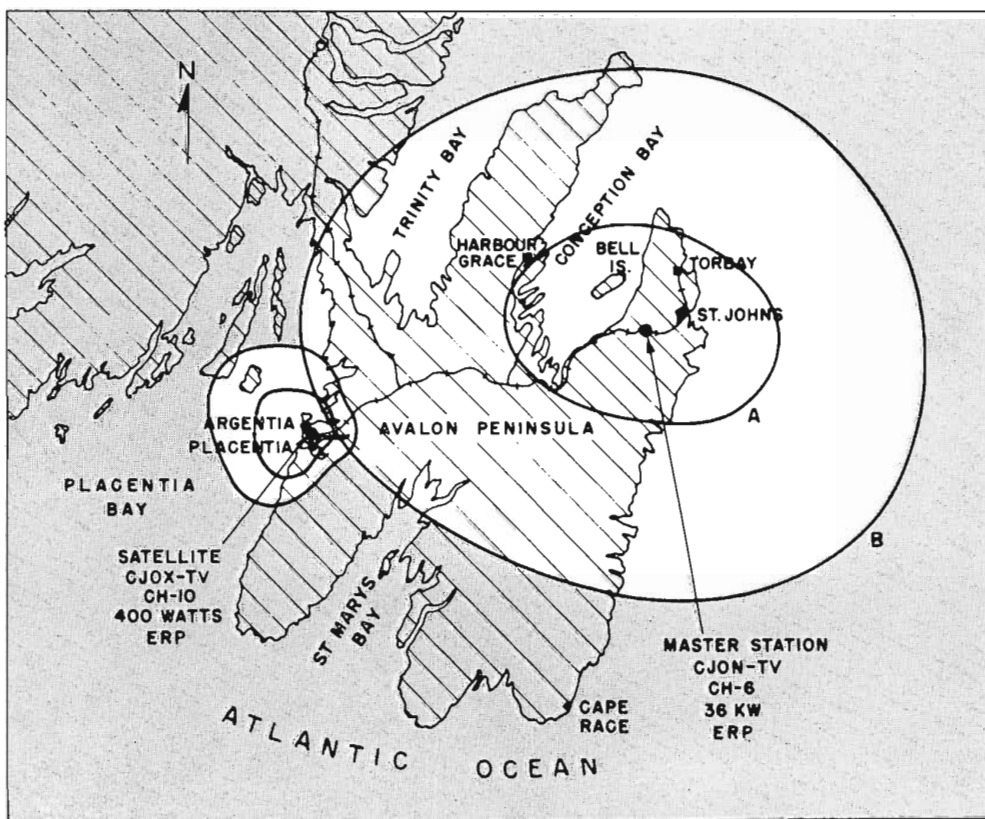 N
TRINITY BAY
CONCEPTION BAY
HARBOUR
GRACE
BELL
IS.
TORBAY
ST. JOHNS
A
ARGENTIA
PLACENTIA
AVALON PENINSULA
PLACENTIA
BAY
B
SATELLITE
CJOX-TV
CH-10
400 WATTS
ERP
ST MARYS
BAY
MASTER STATION
CJON-TV
CH-6
36 KW
ERP
CAPE
RACE
ATLANTIC OCEAN